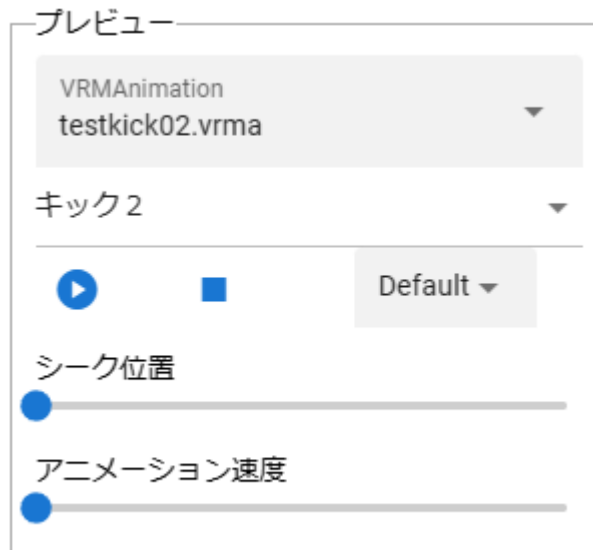 プレビュー
VRMAnimation
testkick02.vrma
キック2
Default
シーク位置
アニメーション速度